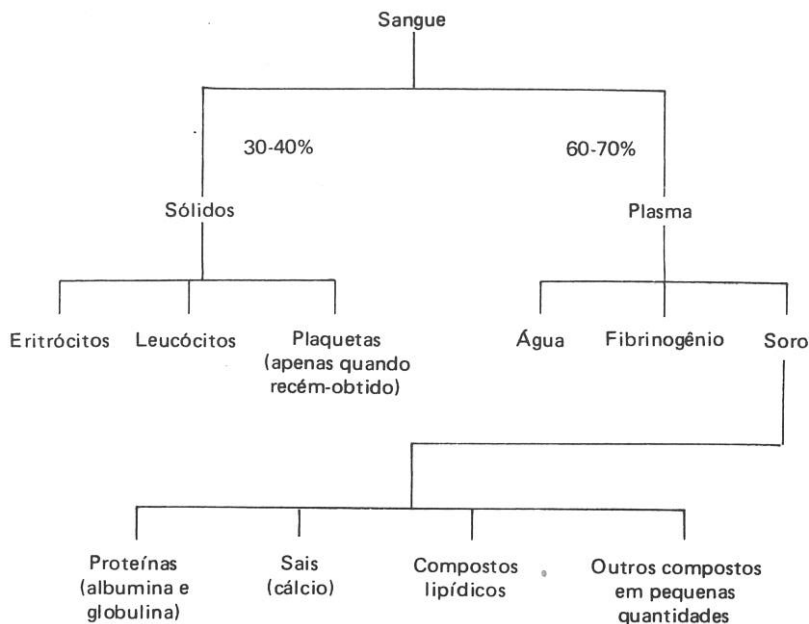 Sangue
30-40%
60-70%
Sólidos
Plasma
Eritrócitos
Leucócitos
Plaquetas
(apenas quando
recém-obtido)
Água
Fibrinogênio
Soro
Proteínas
(albumina e
globulina)
Sais
(cálcio)
Compostos
lipídicos
Outros compostos
em pequenas
quantidades